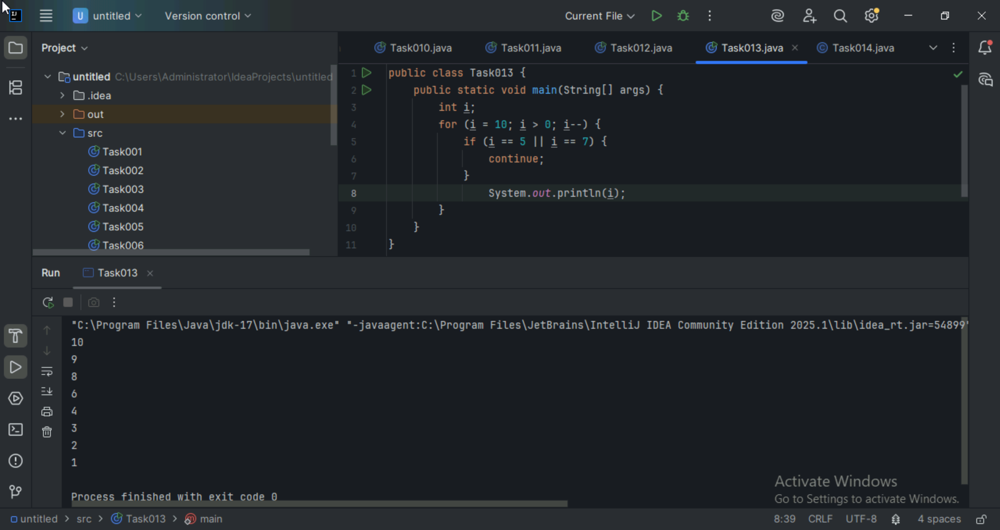 IJ
U untitled Version control Current File
Project
Task010.java Task011.java Task012.java Task013.java Task014.java
untitled C:\Users\Administrator\IdeaProjects\untitled
.idea
out
src
Task001
Task002
Task003
Task004
Task005
Task006
1 public class Task013 {
2 public static void main(String[] args) {
3 int i;
4 for (i = 10; i > 0; i--) {
5 if (i == 5 || i == 7) {
6 continue;
7 }
8 System.out.println(i);
9 }
10 }
11 }
Run Task013
"C:\Program Files\Java\jdk-17\bin\java.exe" "-javaagent:C:\Program Files\JetBrains\IntelliJ IDEA Community Edition 2025.1\lib\idea_rt.jar=54899"
10
9
8
6
4
3
2
1
Process finished with exit code 0
Activate Windows
Go to Settings to activate Windows.
untitled > src > Task013 > main 8:39 CRLF UTF-8 4 spaces